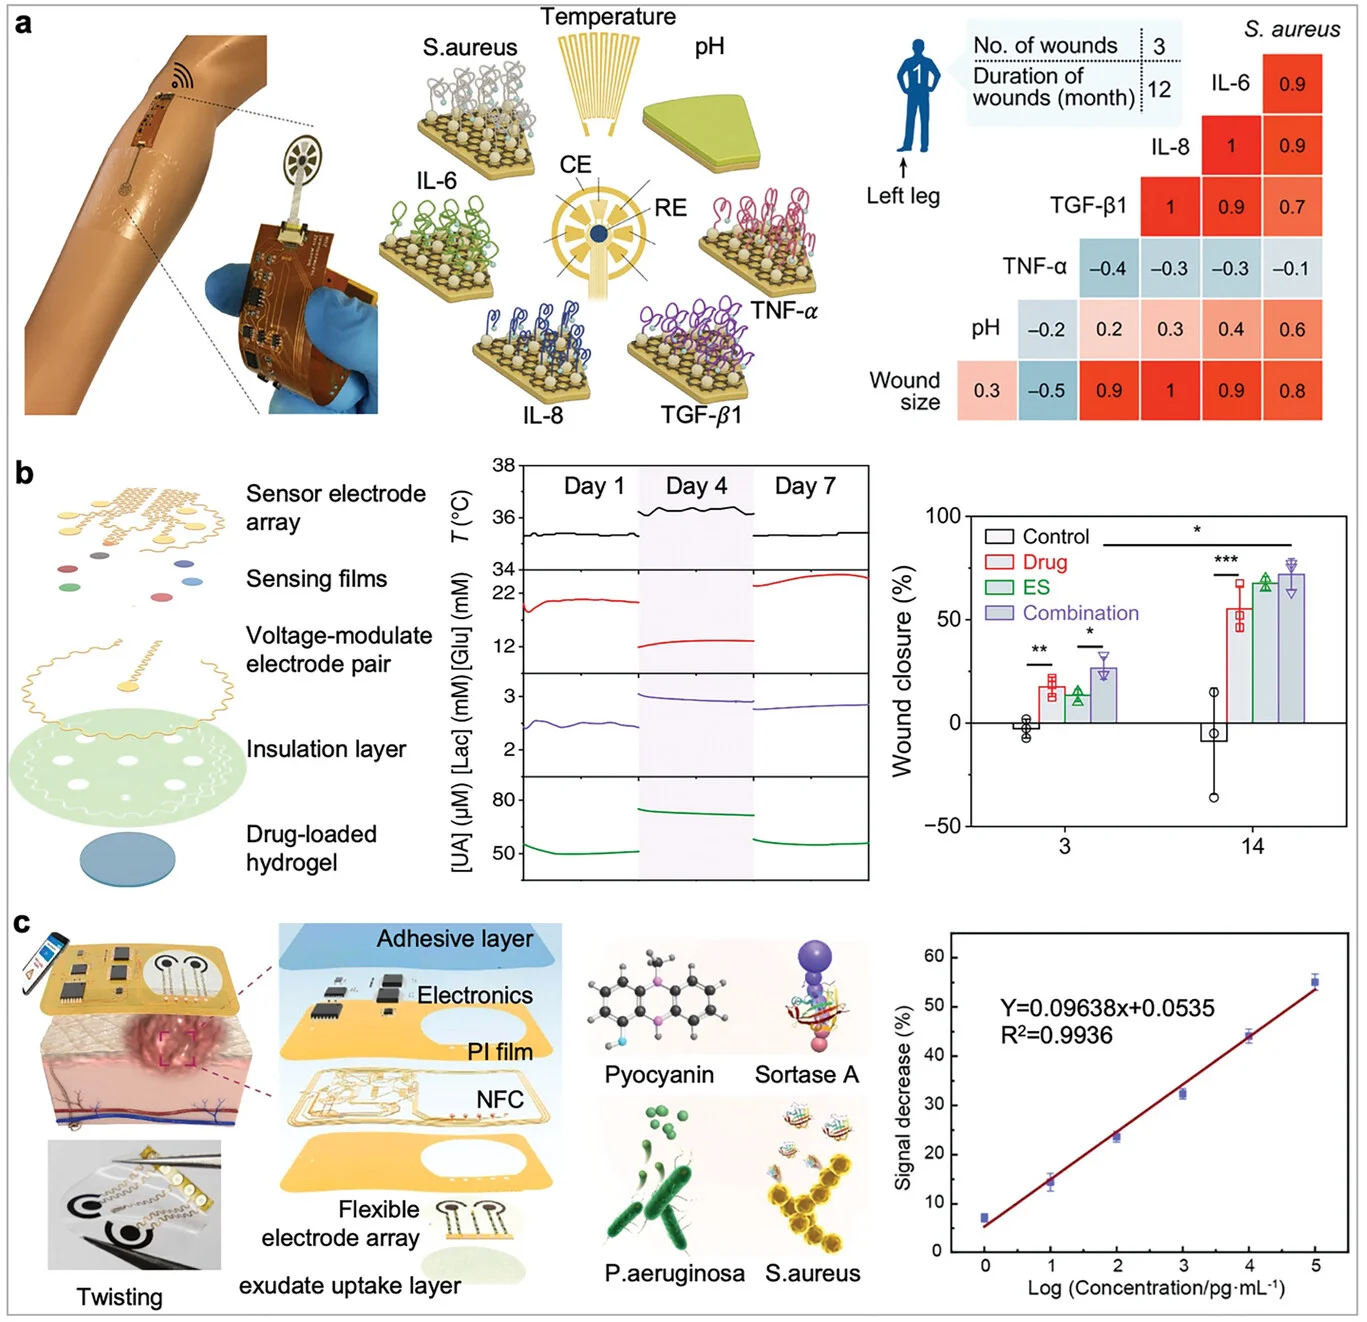 a
S.aureus
Temperature
pH
IL-6
CE
RE
TNF-α
IL-8
TGF-β1
1
No. of wounds 3
Duration of
wounds (month) 12
Left leg
S. aureus
IL-6 0.9
IL-8 1 0.9
TGF-β1 1 0.9 0.7
TNF-α −0.4 −0.3 −0.3 −0.1
pH −0.2 0.2 0.3 0.4 0.6
Wound
size 0.3 −0.5 0.9 1 0.9 0.8
b
Sensor electrode
array
Sensing films
Voltage-modulate
electrode pair
Insulation layer
Drug-loaded
hydrogel
Day 1 Day 4 Day 7
T (°C)
38
36
34
[Glu] (mM)
22
12
[Lac] (mM)
3
2
[UA] (μM)
80
50
Wound closure (%)
100
50
0
−50
Control
Drug
ES
Combination
** * *** *
3 14
c
Twisting
Adhesive layer
Electronics
PI film
NFC
Flexible
electrode array
exudate uptake layer
Pyocyanin Sortase A
P.aeruginosa S.aureus
Signal decrease (%)
60
50
40
30
20
10
0
Y=0.09638x+0.0535
R²=0.9936
0 1 2 3 4 5
Log (Concentration/pg·mL⁻¹)